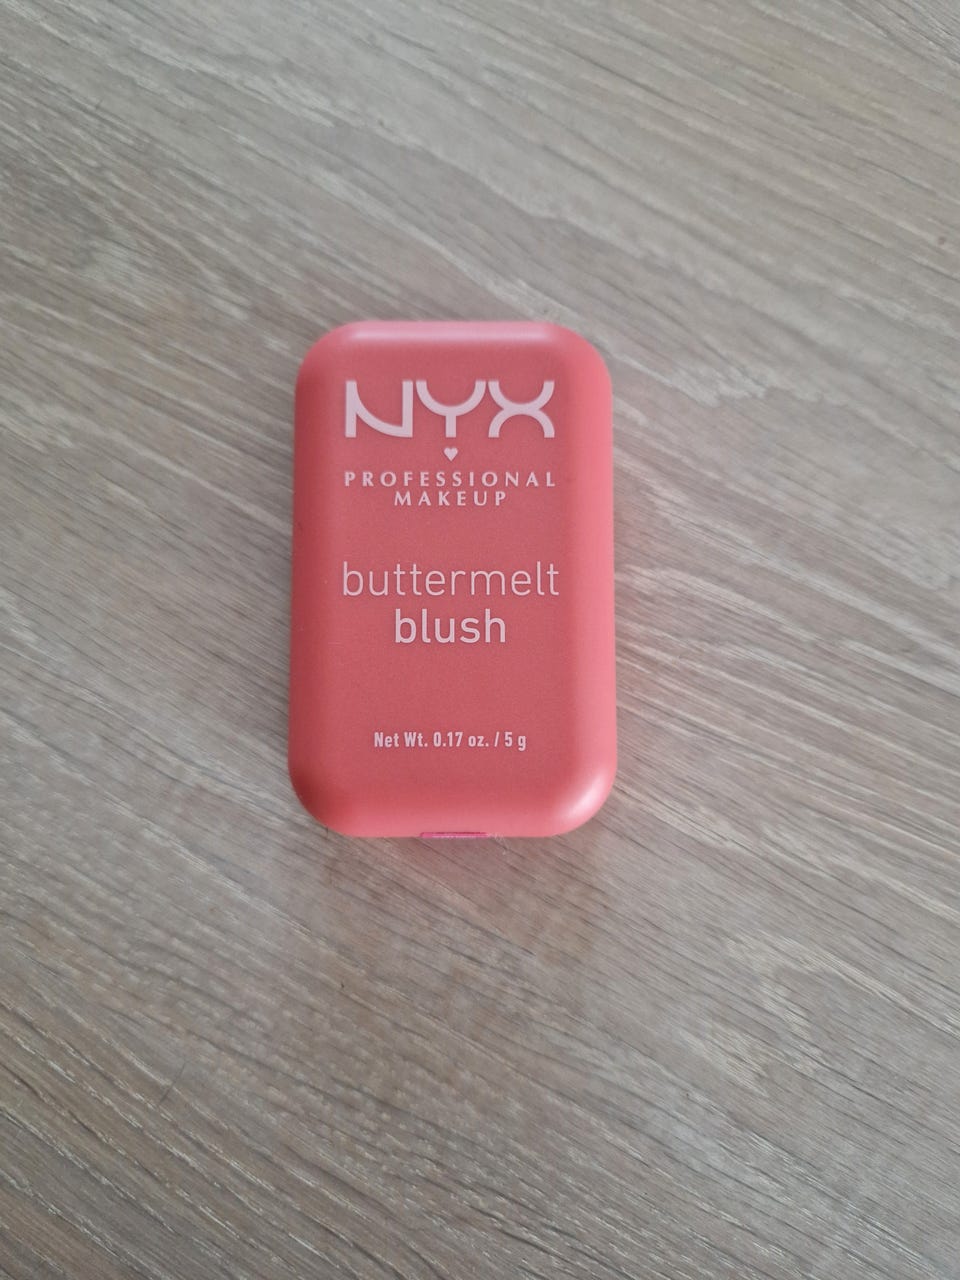 NYX
PROFESSIONAL
MAKEUP
buttermelt
blush
Net Wt. 0.17 oz. / 5 g